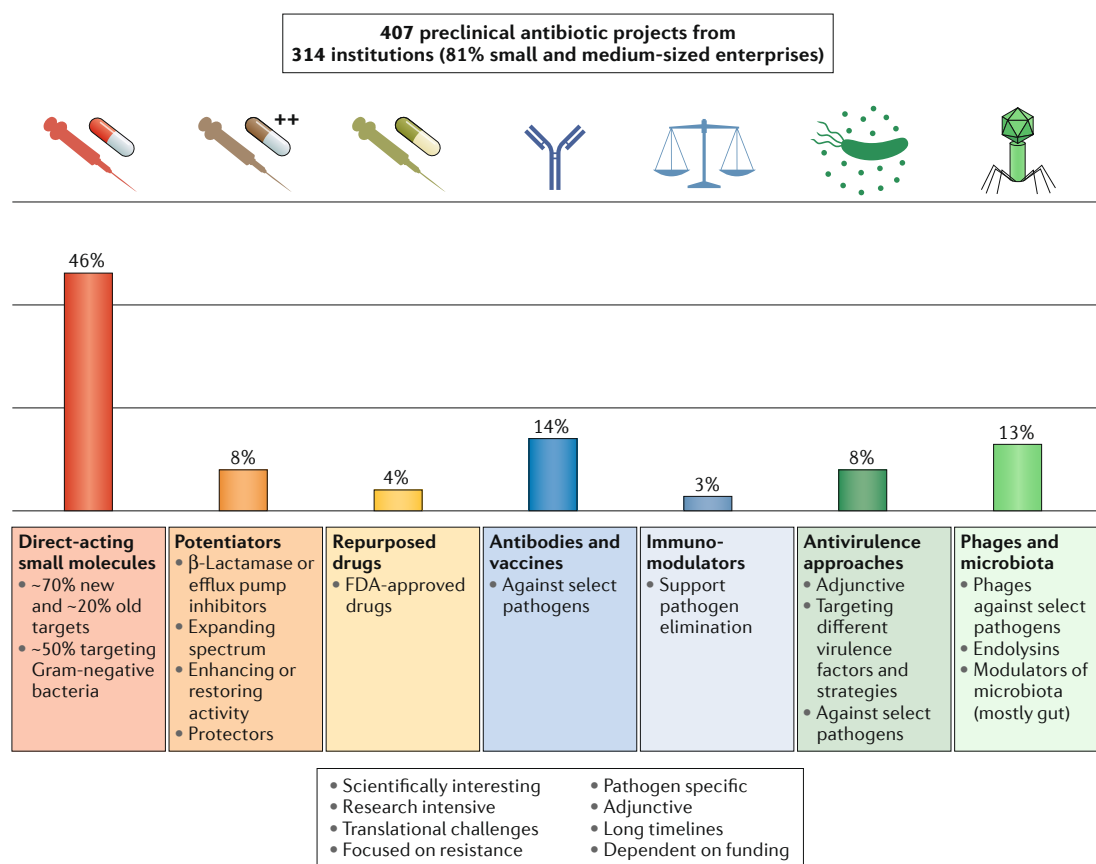 407 preclinical antibiotic projects from
314 institutions (81% small and medium-sized enterprises)
++
46%
8%
4%
14%
3%
8%
13%
Direct-acting
small molecules
• ~70% new
and ~20% old
targets
• ~50% targeting
Gram-negative
bacteria
Potentiators
• β-Lactamase or
efflux pump
inhibitors
• Expanding
spectrum
• Enhancing or
restoring
activity
• Protectors
Repurposed
drugs
• FDA-approved
drugs
Antibodies and
vaccines
• Against select
pathogens
Immuno-
modulators
• Support
pathogen
elimination
Antivirulence
approaches
• Adjunctive
• Targeting
different
virulence
factors and
strategies
• Against select
pathogens
Phages and
microbiota
• Phages
against select
pathogens
• Endolysins
• Modulators of
microbiota
(mostly gut)
• Scientifically interesting
• Research intensive
• Translational challenges
• Focused on resistance
• Pathogen specific
• Adjunctive
• Long timelines
• Dependent on funding